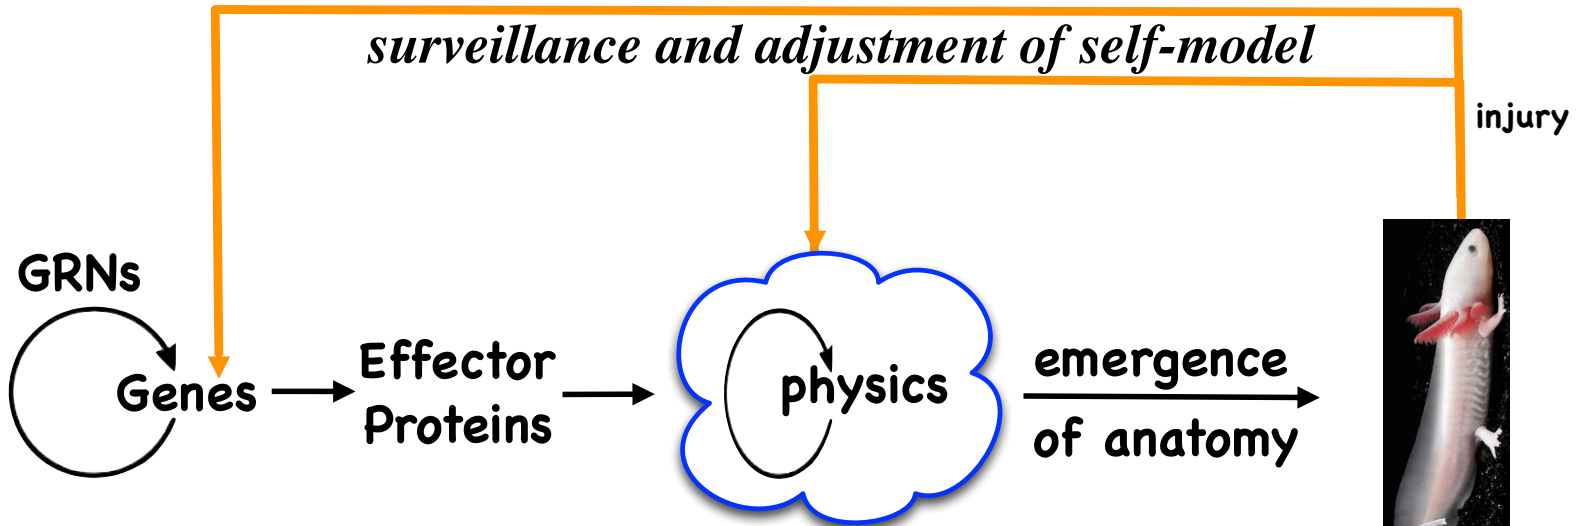 surveillance and adjustment of self-model
injury
GRNs
Genes
Effector
Proteins
physics
emergence
of anatomy